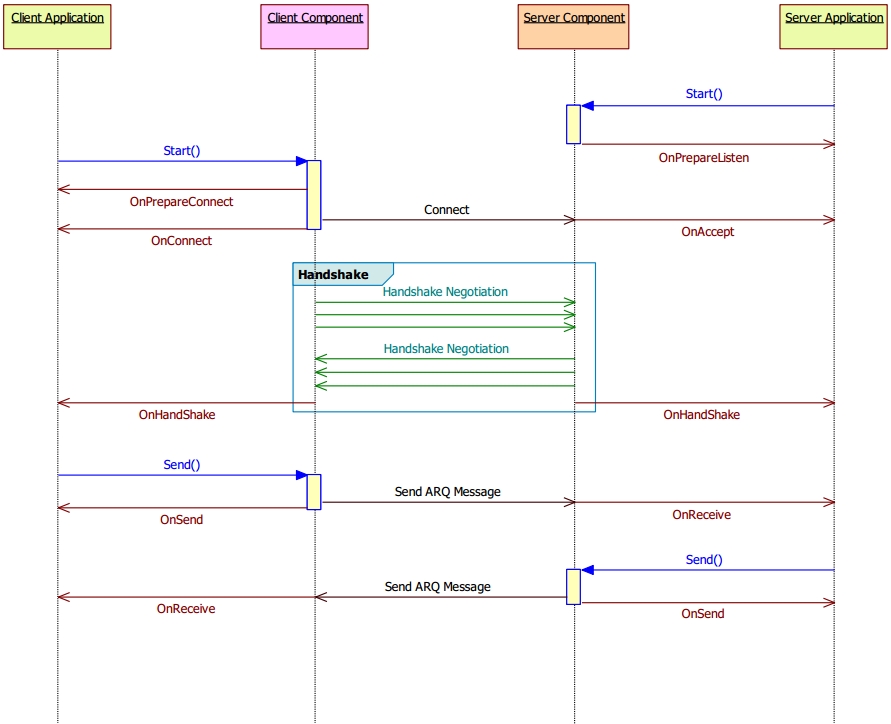 Client Application
Client Component
Server Component
Server Application
Start()
OnPrepareListen
Start()
OnPrepareConnect
Connect
OnAccept
OnConnect
Handshake
Handshake Negotiation
Handshake Negotiation
OnHandShake
OnHandShake
Send()
Send ARQ Message
OnSend
OnReceive
Send()
Send ARQ Message
OnReceive
OnSend